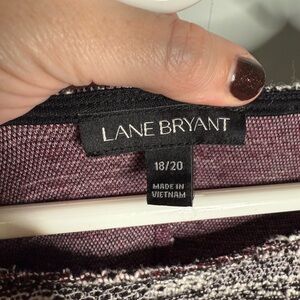 LANE BRYANT
18/20
MADE IN
VIETNAM